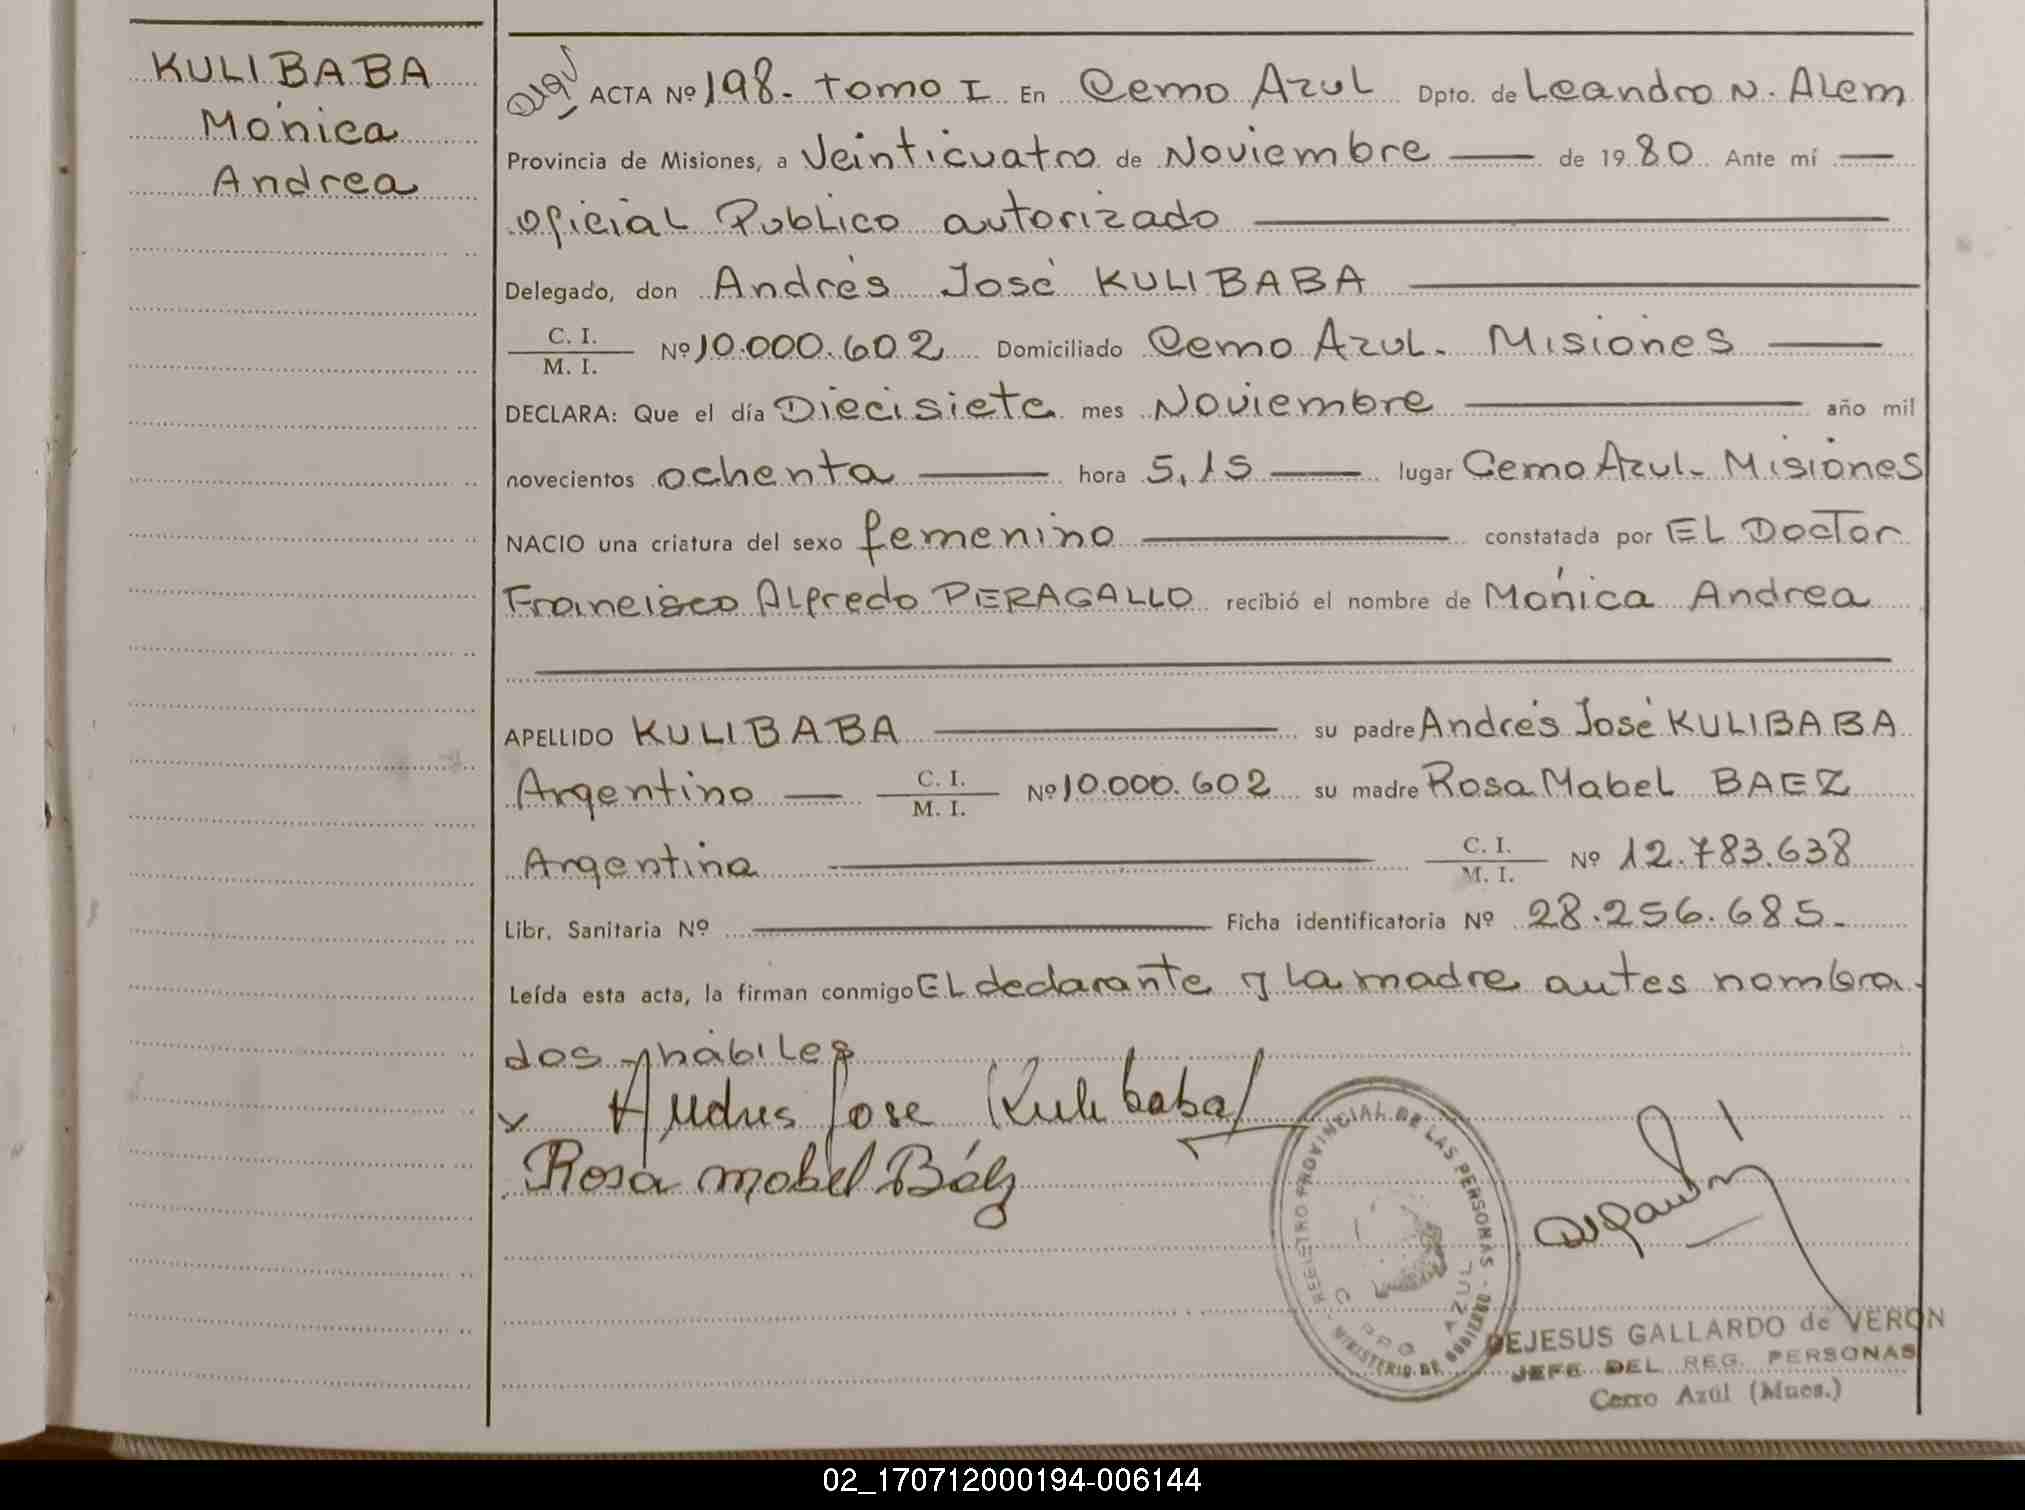 KULIBABA
Mónica
Andrea
ACTA Nº 198.- tomo I En Cerro Azul Dpto. de Leandro N. Alem
Provincia de Misiones, a Veinticuatro de Noviembre de 1980 Ante mí
oficial Publico autorizado
Delegado, don Andrés José KULIBABA
C. I.
M. I. Nº 10.000.602 Domiciliado Cerro Azul. Misiones
DECLARA: Que el día Diecisiete mes Noviembre año mil
novecientos ochenta hora 5,15 lugar Cerro Azul- Misiones
NACIO una criatura del sexo femenino constatada por EL Doctor
Francisco Alfredo PERAGALLO recibió el nombre de Mónica Andrea
APELLIDO KULIBABA su padre Andrés José KULIBABA
Argentino C. I.
M. I. Nº 10.000.602 su madre Rosa Mabel BAEZ
Argentina C. I.
M. I. Nº 12.783.638
Libr. Sanitaria Nº Ficha identificatoria Nº 28.256.685.-
Leída esta acta, la firman conmigo EL declarante y La madre antes nombra-
dos - hábiles
Andres Jose Kulibaba
Rosa mabel Báez
REGISTRO PROVINCIAL DE LAS PERSONAS - MINISTERIO DE GOBIERNO
CERRO AZUL
DEJESUS GALLARDO de VERON
JEFE DEL REG. PERSONAS
Cerro Azúl (Mnes.)
02_170712000194-006144